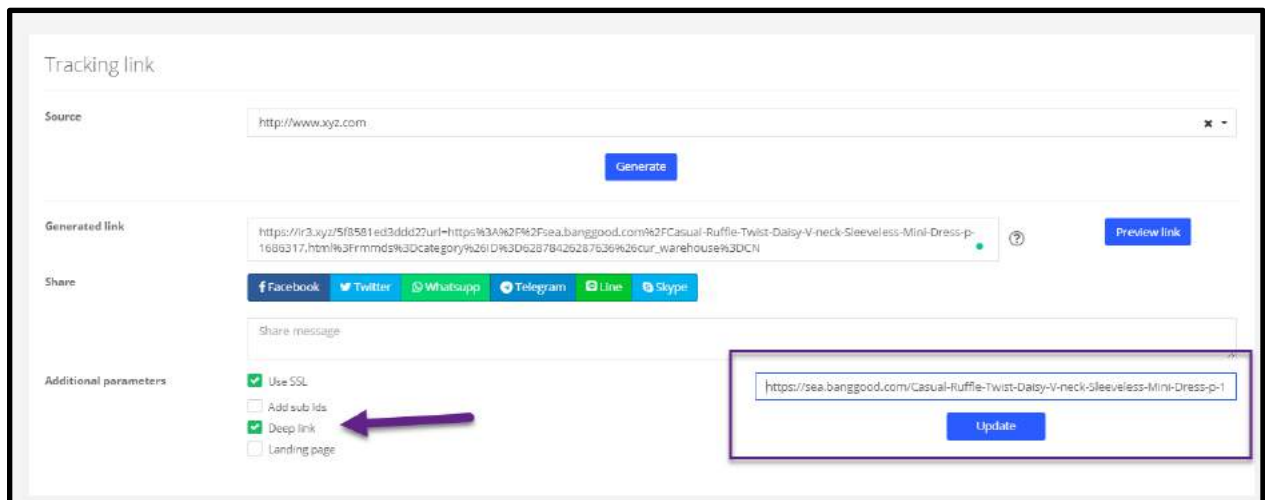 Tracking link
Source
http://www.xyz.com
Generate
Generated link
https://ir3.xyz/5f8581ed3ddd2?url=https%3A%2F%2Fsea.banggood.com%2FCasual-Ruffle-Twist-Daisy-V-neck-Sleeveless-Mini-Dress-p-
1686317.html%3Frmmds%3Dcategory%26ID%3D62878426287636%26cur_warehouse%3DCN
Preview link
Share
Facebook Twitter Whatsupp Telegram Line Skype
Share message
Additional parameters
Use SSL
https://sea.banggood.com/Casual-Ruffle-Twist-Daisy-V-neck-Sleeveless-Mini-Dress-p-1
Add sub Ids
Deep link
Update
Landing page